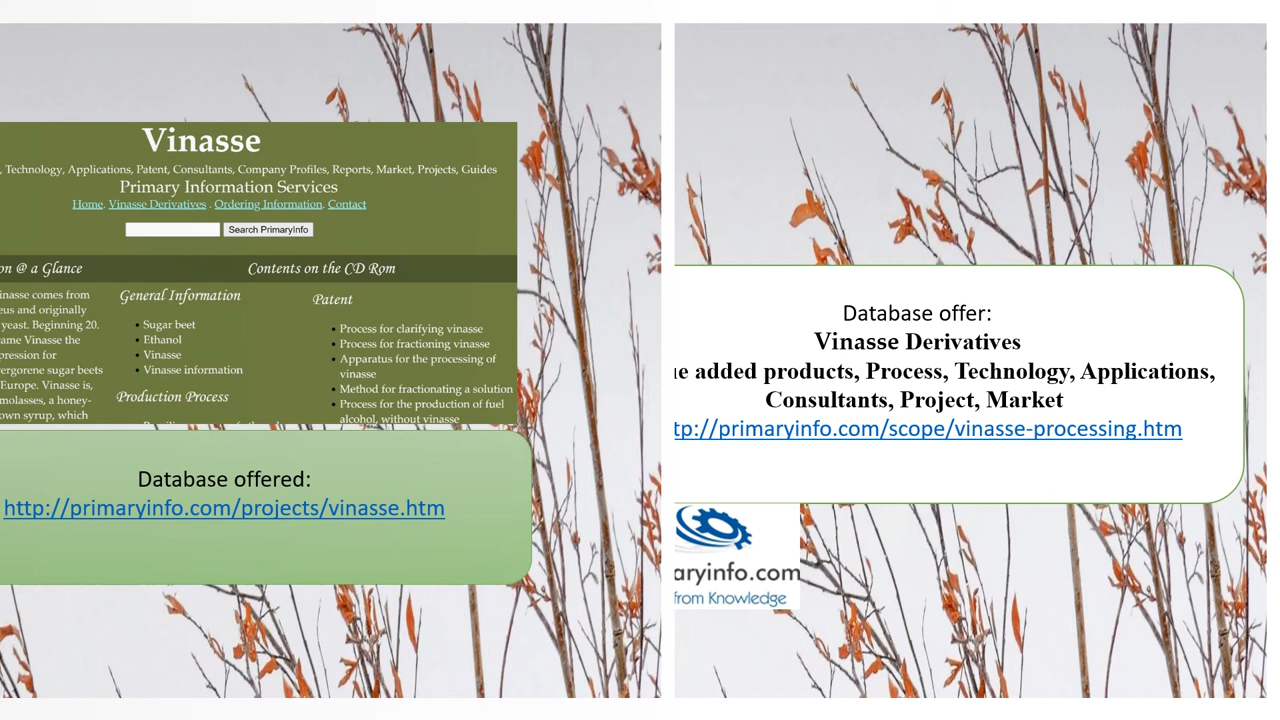 Vinasse
, Technology, Applications, Patent, Consultants, Company Profiles, Reports, Market, Projects, Guides
Primary Information Services
Home. Vinasse Derivatives . Ordering Information. Contact
Search PrimaryInfo
on @ a Glance
Contents on the CD Rom
inasse comes from
eus and originally
yeast. Beginning 20.
ame Vinasse the
pression for
vergorene sugar beets
Europe. Vinasse is,
molasses, a honey-
own syrup, which
General Information
• Sugar beet
• Ethanol
• Vinasse
• Vinasse information
Production Process
Patent
• Process for clarifying vinasse
• Process for fractioning vinasse
• Apparatus for the processing of
vinasse
• Method for fractionating a solution
• Process for the production of fuel
alcohol, without vinasse
Database offered:
http://primaryinfo.com/projects/vinasse.htm
Database offer:
Vinasse Derivatives
ue added products, Process, Technology, Applications,
Consultants, Project, Market
tp://primaryinfo.com/scope/vinasse-processing.htm
aryinfo.com
from Knowledge